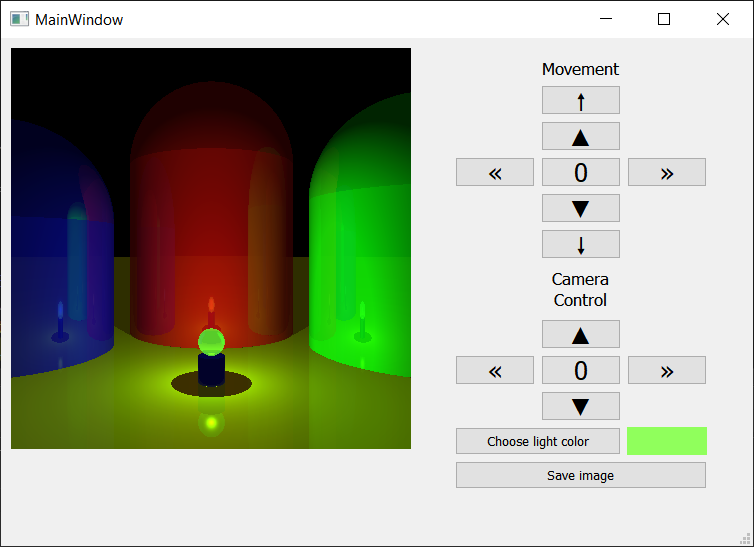 MainWindow
Movement
↑
▲
« 0 »
▼
↓
Camera
Control
▲
« 0 »
▼
Choose light color
Save image